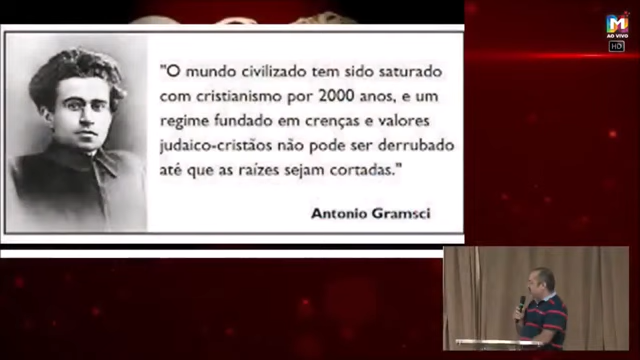 "O mundo civilizado tem sido saturado
com cristianismo por 2000 anos, e um
regime fundado em crenças e valores
judaico-cristãos não pode ser derrubado
até que as raízes sejam cortadas."
Antonio Gramsci
M
AO VIVO
HD